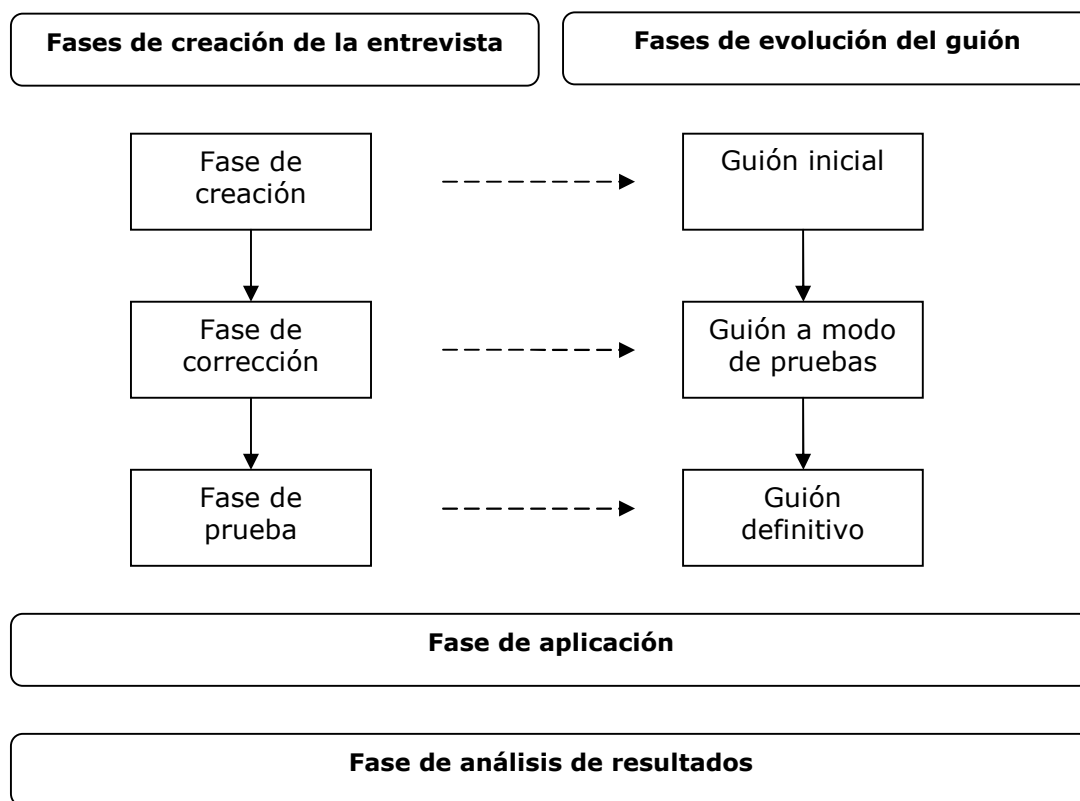 Fases de creación de la entrevista
Fases de evolución del guión
Fase de
creación
Guión inicial
Fase de
corrección
Guión a modo
de pruebas
Fase de
prueba
Guión
definitivo
Fase de aplicación
Fase de análisis de resultados